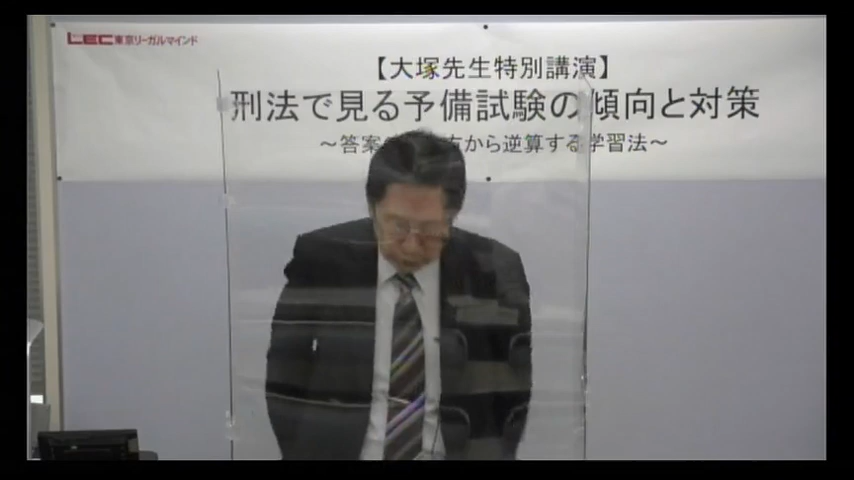 LEC東京リーガルマインド
【大塚先生特別講演】
刑法で見る予備試験の傾向と対策
～答案 方から逆算する学習法～